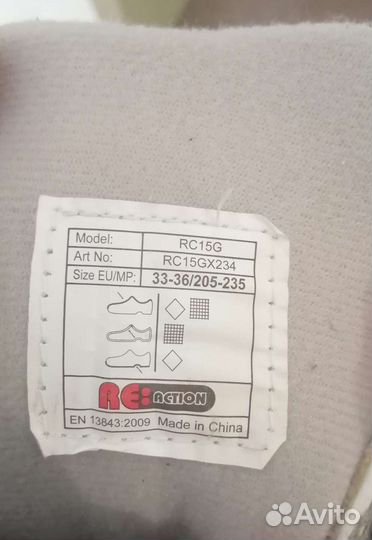 Model: RC15G
Art No: RC15GX234
Size EU/MP: 33-36/205-235
RE:ACTION
EN 13843:2009 Made in China
Avito